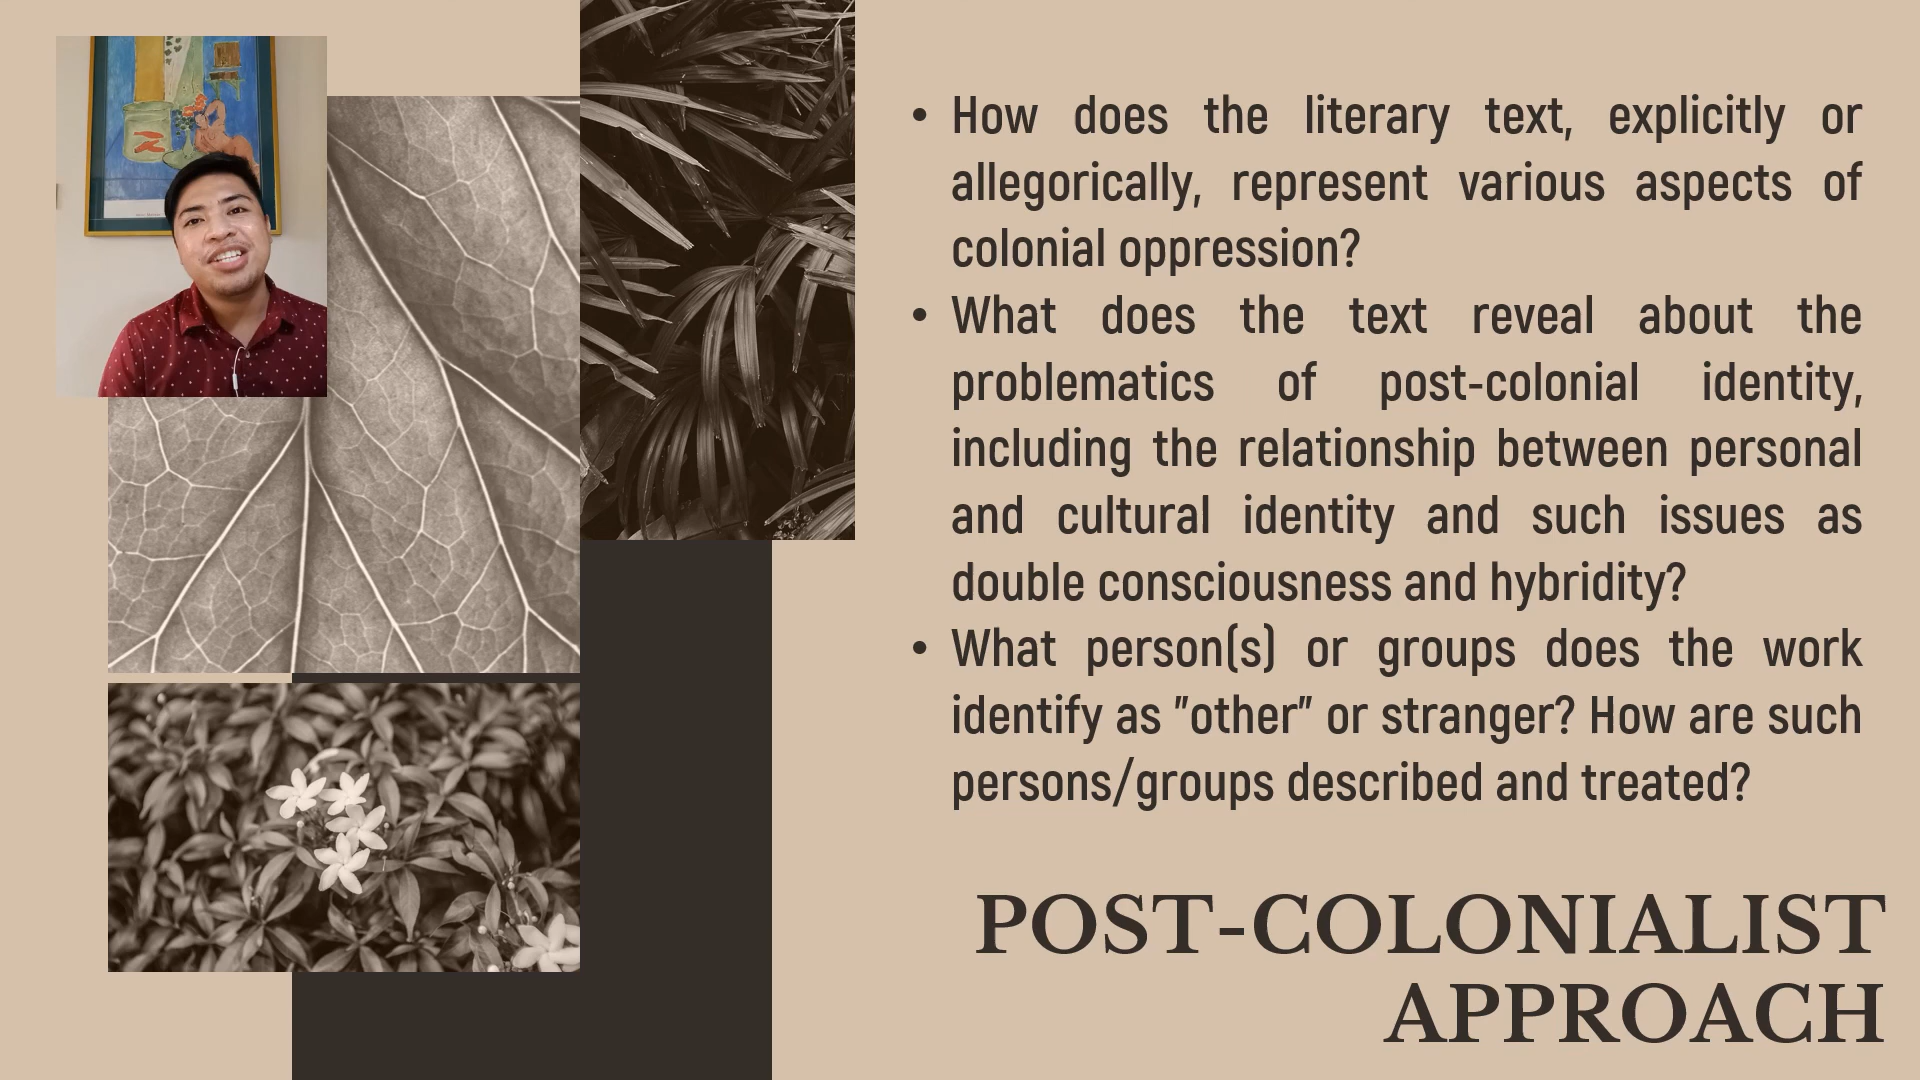 • How does the literary text, explicitly or
allegorically, represent various aspects of
colonial oppression?
• What does the text reveal about the
problematics of post-colonial identity,
including the relationship between personal
and cultural identity and such issues as
double consciousness and hybridity?
• What person(s) or groups does the work
identify as "other" or stranger? How are such
persons/groups described and treated?
POST-COLONIALIST
APPROACH